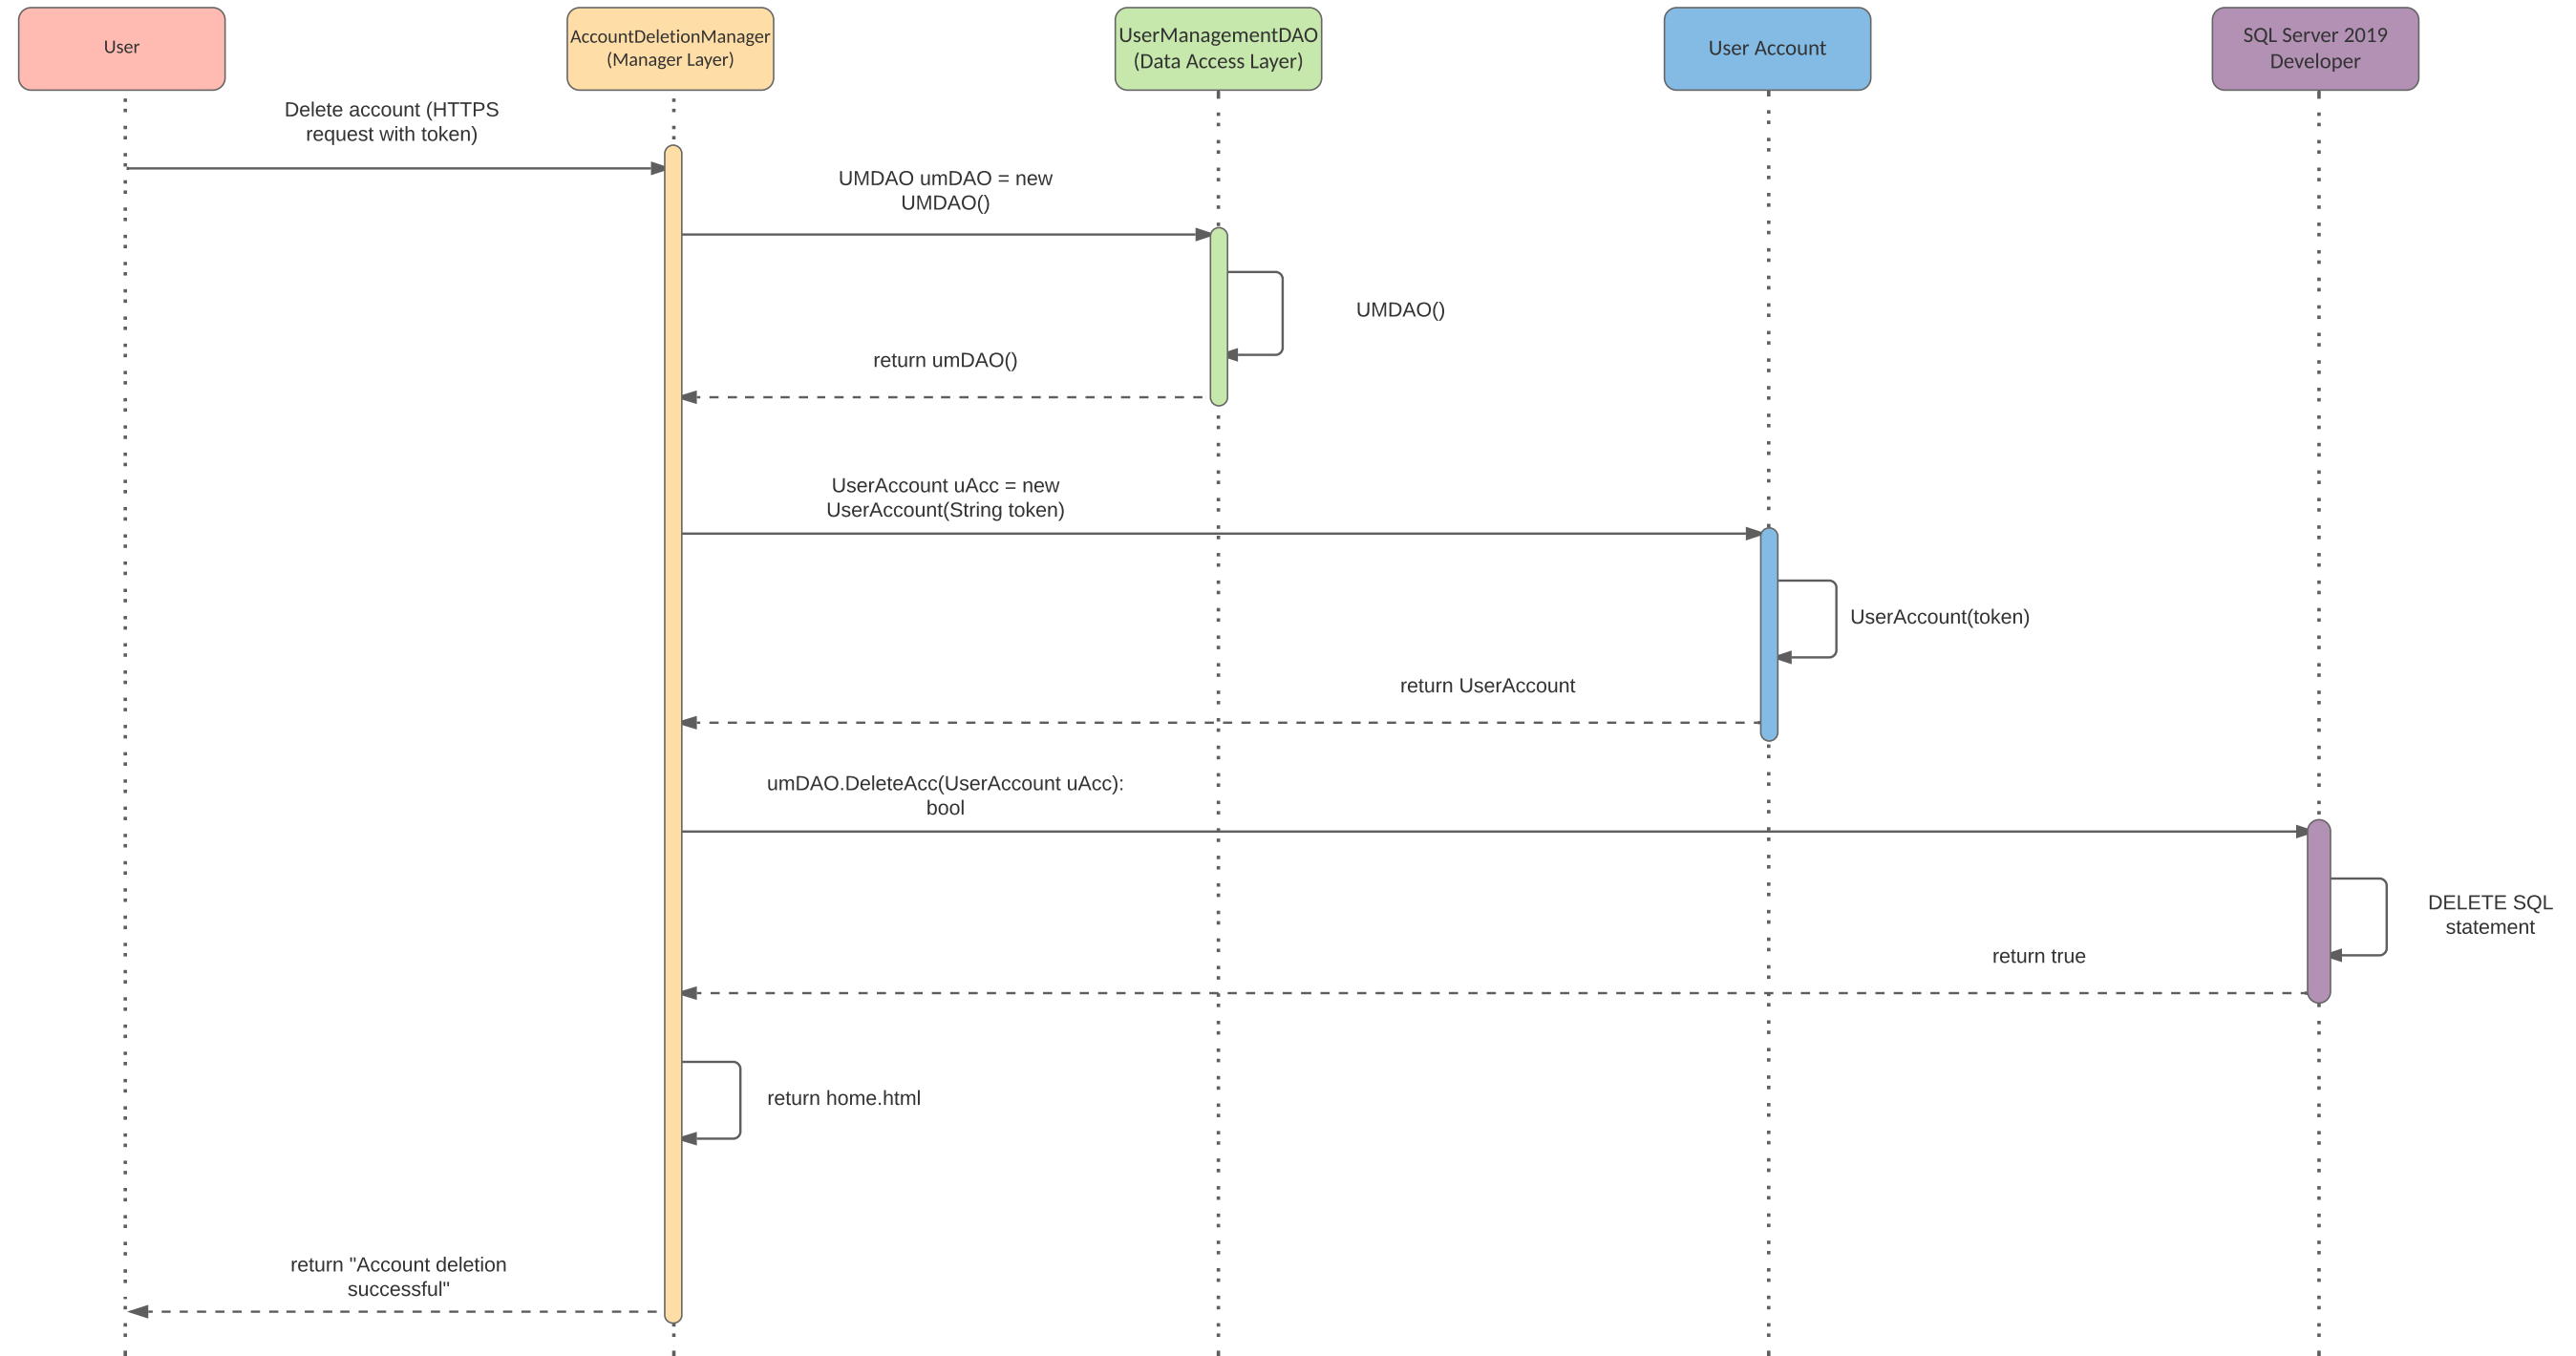 User
AccountDeletionManager
(Manager Layer)
UserManagementDAO
(Data Access Layer)
User Account
SQL Server 2019
Developer
Delete account (HTTPS
request with token)
UMDAO umDAO = new
UMDAO()
UMDAO()
return umDAO()
UserAccount uAcc = new
UserAccount(String token)
UserAccount(token)
return UserAccount
umDAO.DeleteAcc(UserAccount uAcc):
bool
DELETE SQL
statement
return true
return home.html
return "Account deletion
successful"